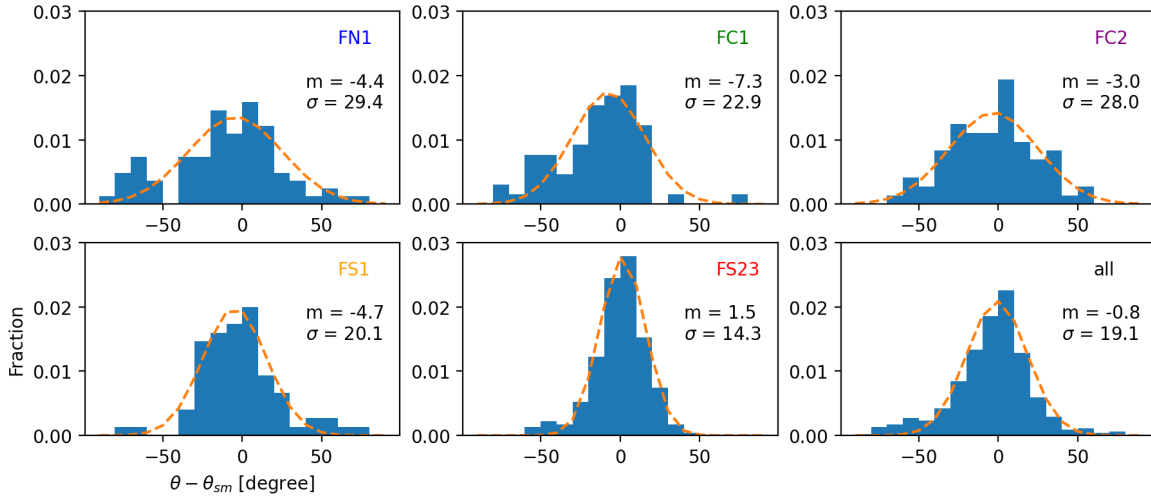 0.03
0.02
0.01
0.00
−50
0
50
FN1
m = -4.4
σ = 29.4
0.03
0.02
0.01
0.00
−50
0
50
FC1
m = -7.3
σ = 22.9
0.03
0.02
0.01
0.00
−50
0
50
FC2
m = -3.0
σ = 28.0
Fraction
0.03
0.02
0.01
0.00
−50
0
50
θ − θsm [degree]
FS1
m = -4.7
σ = 20.1
0.03
0.02
0.01
0.00
−50
0
50
FS23
m = 1.5
σ = 14.3
0.03
0.02
0.01
0.00
−50
0
50
all
m = -0.8
σ = 19.1